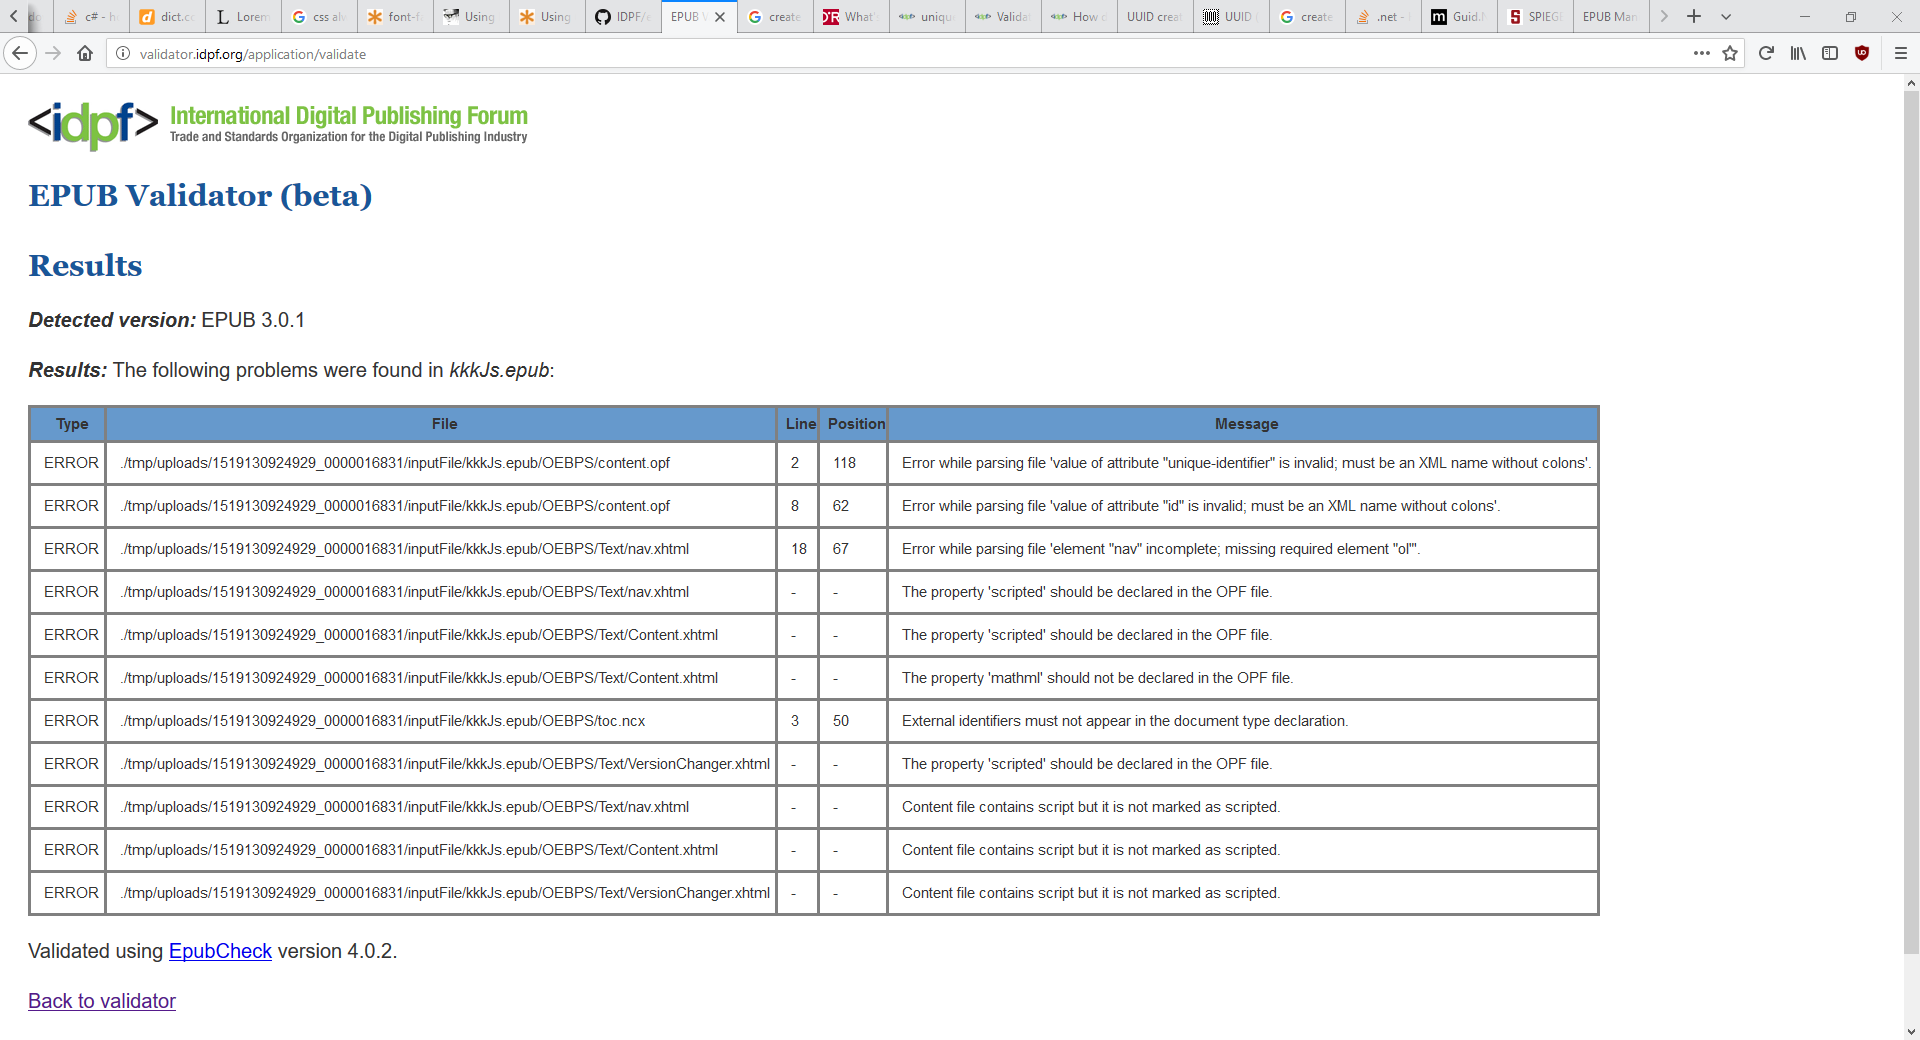 c# - h
dict.cc
Lorem
css alv
font-fa
Using
Using
IDPF/e
EPUB V
create
What'
uniqu
Valida
How d
UUID creat
UUID
create
.net -
Guid.N
SPIEGE
EPUB Man
validator.idpf.org/application/validate
<idpf> International Digital Publishing Forum
Trade and Standards Organization for the Digital Publishing Industry
EPUB Validator (beta)
Results
Detected version: EPUB 3.0.1
Results: The following problems were found in kkkJs.epub:
Type File Line Position Message
ERROR ./tmp/uploads/1519130924929_0000016831/inputFile/kkkJs.epub/OEBPS/content.opf 2 118 Error while parsing file 'value of attribute "unique-identifier" is invalid; must be an XML name without colons'.
ERROR ./tmp/uploads/1519130924929_0000016831/inputFile/kkkJs.epub/OEBPS/content.opf 8 62 Error while parsing file 'value of attribute "id" is invalid; must be an XML name without colons'.
ERROR ./tmp/uploads/1519130924929_0000016831/inputFile/kkkJs.epub/OEBPS/Text/nav.xhtml 18 67 Error while parsing file 'element "nav" incomplete; missing required element "ol"'.
ERROR ./tmp/uploads/1519130924929_0000016831/inputFile/kkkJs.epub/OEBPS/Text/nav.xhtml - - The property 'scripted' should be declared in the OPF file.
ERROR ./tmp/uploads/1519130924929_0000016831/inputFile/kkkJs.epub/OEBPS/Text/Content.xhtml - - The property 'scripted' should be declared in the OPF file.
ERROR ./tmp/uploads/1519130924929_0000016831/inputFile/kkkJs.epub/OEBPS/Text/Content.xhtml - - The property 'mathml' should not be declared in the OPF file.
ERROR ./tmp/uploads/1519130924929_0000016831/inputFile/kkkJs.epub/OEBPS/toc.ncx 3 50 External identifiers must not appear in the document type declaration.
ERROR ./tmp/uploads/1519130924929_0000016831/inputFile/kkkJs.epub/OEBPS/Text/VersionChanger.xhtml - - The property 'scripted' should be declared in the OPF file.
ERROR ./tmp/uploads/1519130924929_0000016831/inputFile/kkkJs.epub/OEBPS/Text/nav.xhtml - - Content file contains script but it is not marked as scripted.
ERROR ./tmp/uploads/1519130924929_0000016831/inputFile/kkkJs.epub/OEBPS/Text/Content.xhtml - - Content file contains script but it is not marked as scripted.
ERROR ./tmp/uploads/1519130924929_0000016831/inputFile/kkkJs.epub/OEBPS/Text/VersionChanger.xhtml - - Content file contains script but it is not marked as scripted.
Validated using EpubCheck version 4.0.2.
Back to validator